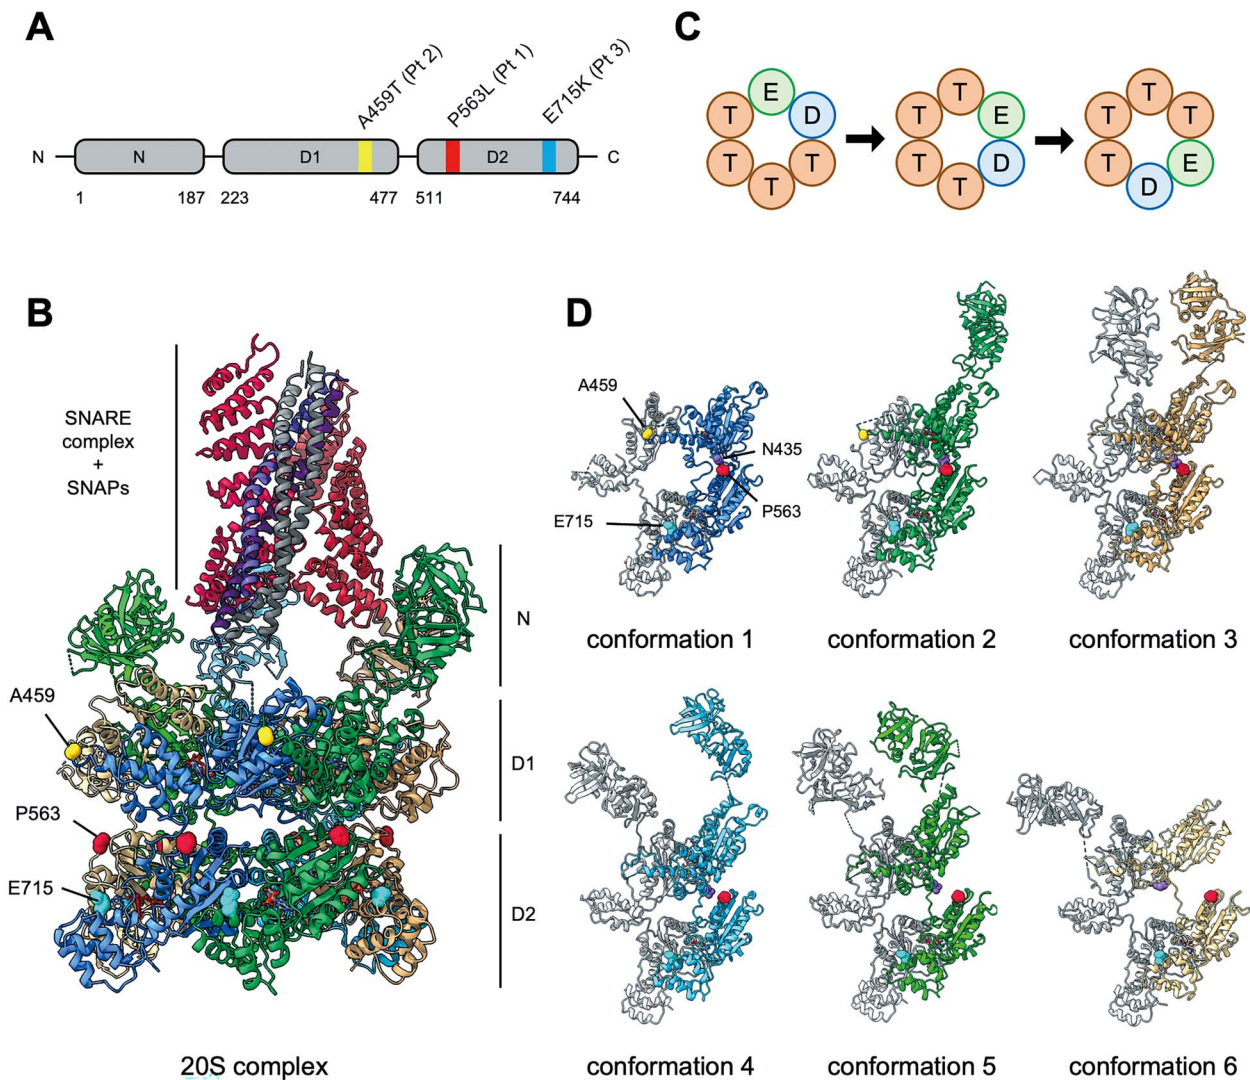 A
A459T (Pt 2)
P563L (Pt 1)
E715K (Pt 3)
N N D1 D2 C
1 187 223 477 511 744
C
T E D T T T
T T E D T T
T T T E D T
B
SNARE
complex
+
SNAPs
N
A459
D1
P563
E715
D2
20S complex
D
A459
N435
E715
P563
conformation 1 conformation 2 conformation 3
conformation 4 conformation 5 conformation 6